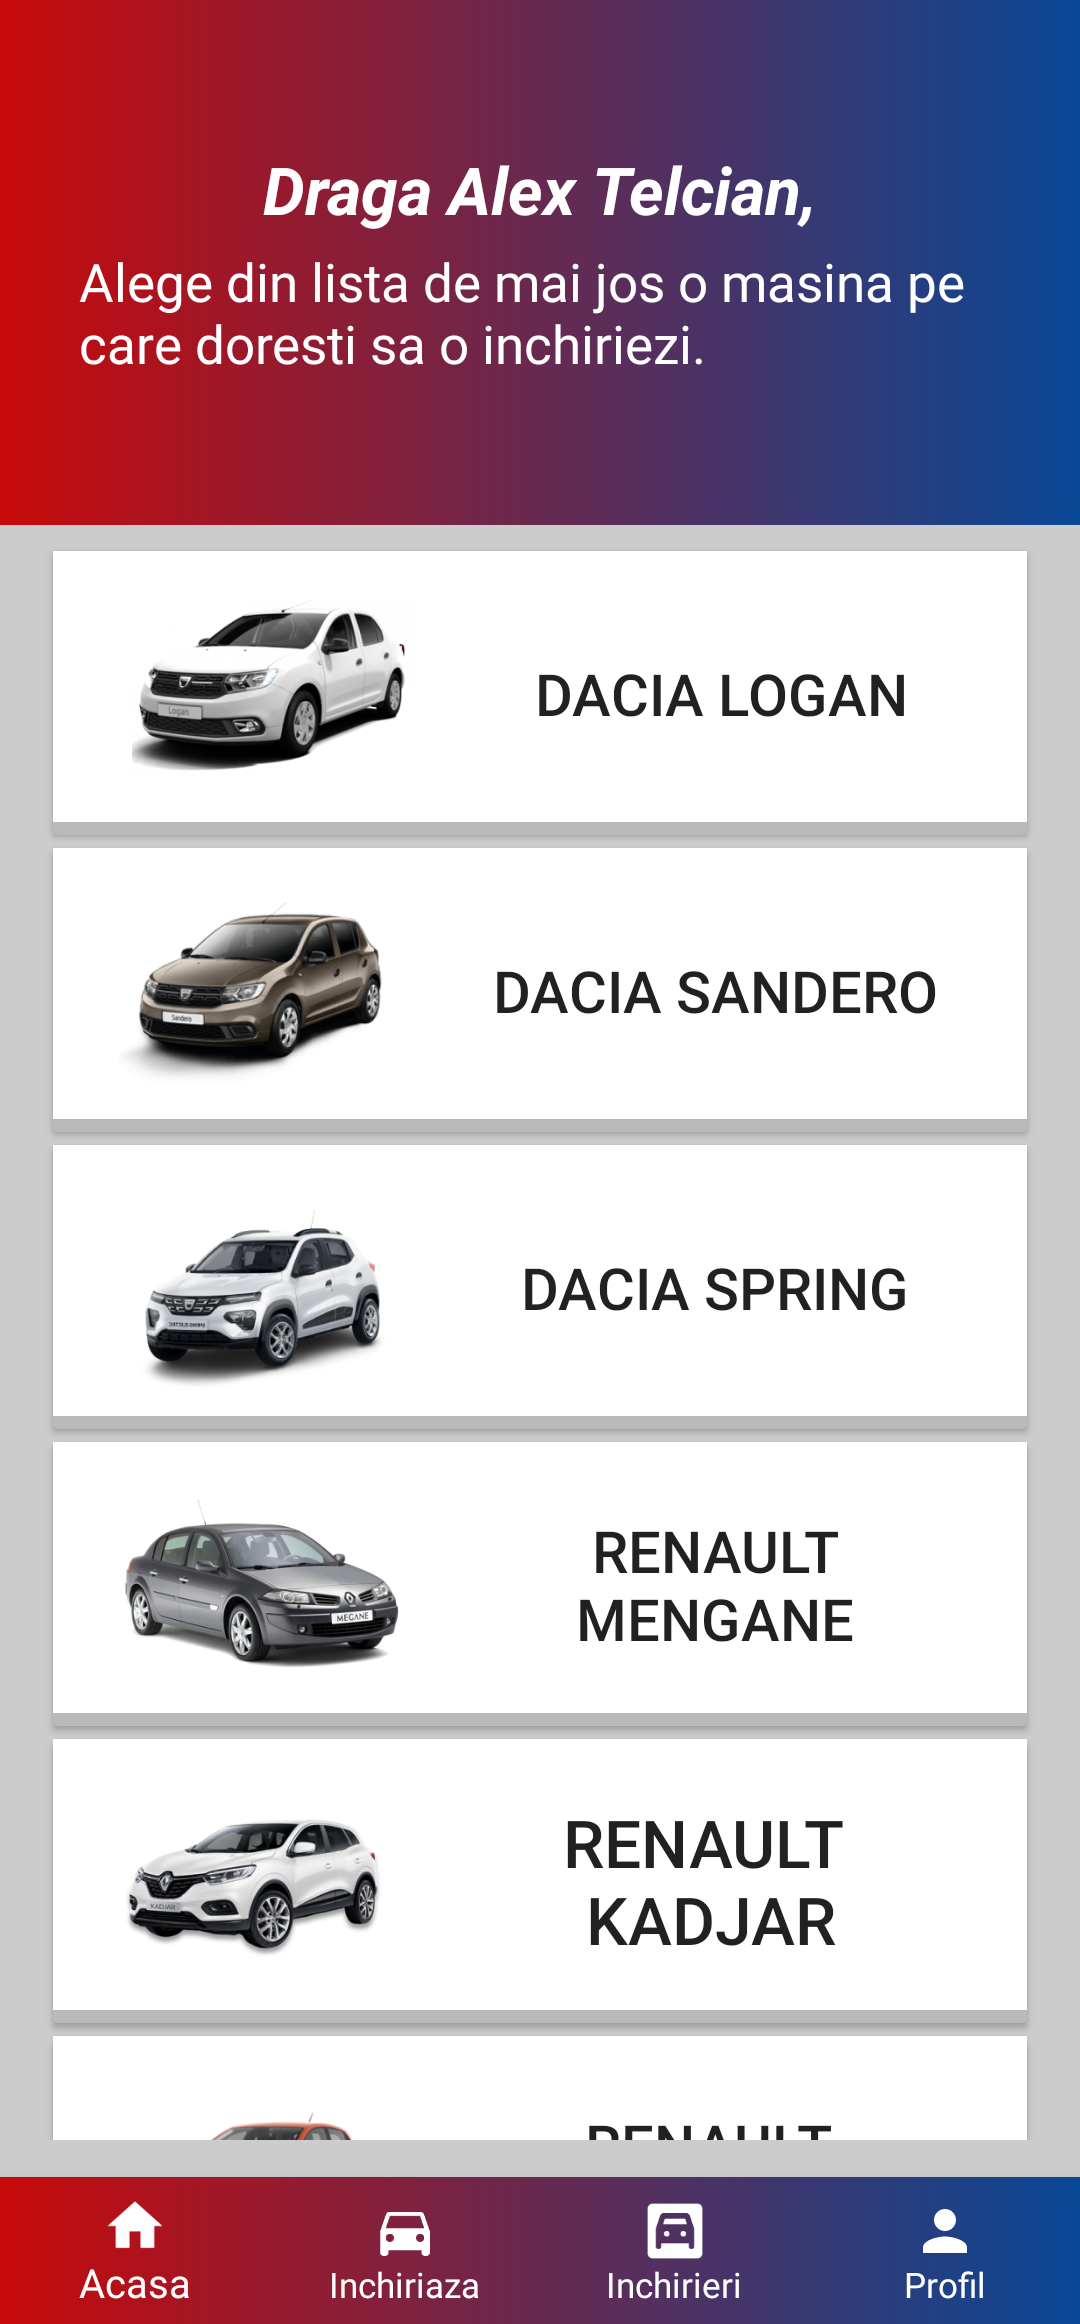 Draga Alex Telcian,
Alege din lista de mai jos o masina pe
care doresti sa o inchiriezi.
Logan
DACIA LOGAN
Sandero
DACIA SANDERO
DACIA SPRING
MEGANE
RENAULT
MENGANE
KADJAR
RENAULT
KADJAR
RENAULT
Acasa
Inchiriaza
Inchirieri
Profil